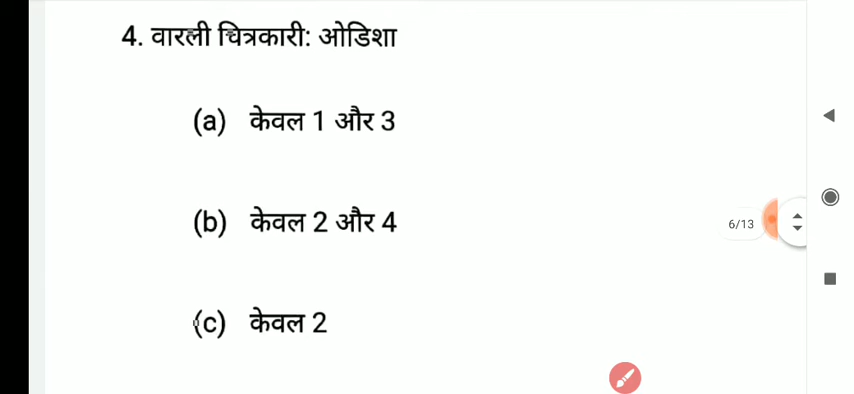 4. वारली चित्रकारी: ओडिशा
(a) केवल 1 और 3
(b) केवल 2 और 4
6/13
(c) केवल 2